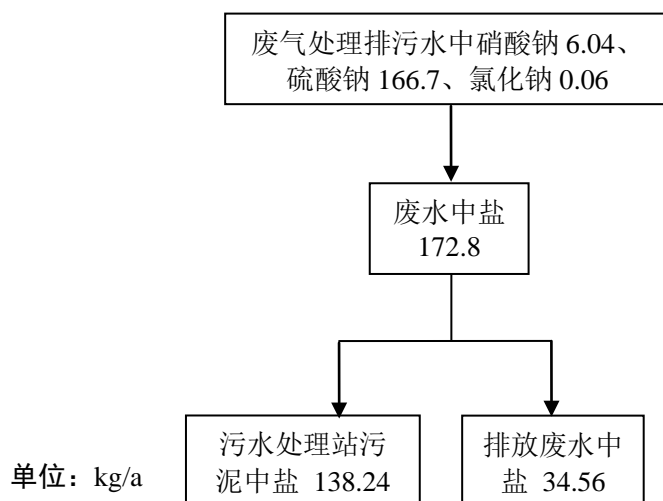 废气处理排污水中硝酸钠 6.04、
硫酸钠 166.7、氯化钠 0.06
废水中盐
172.8
污水处理站污
泥中盐 138.24
排放废水中
盐 34.56
单位：kg/a